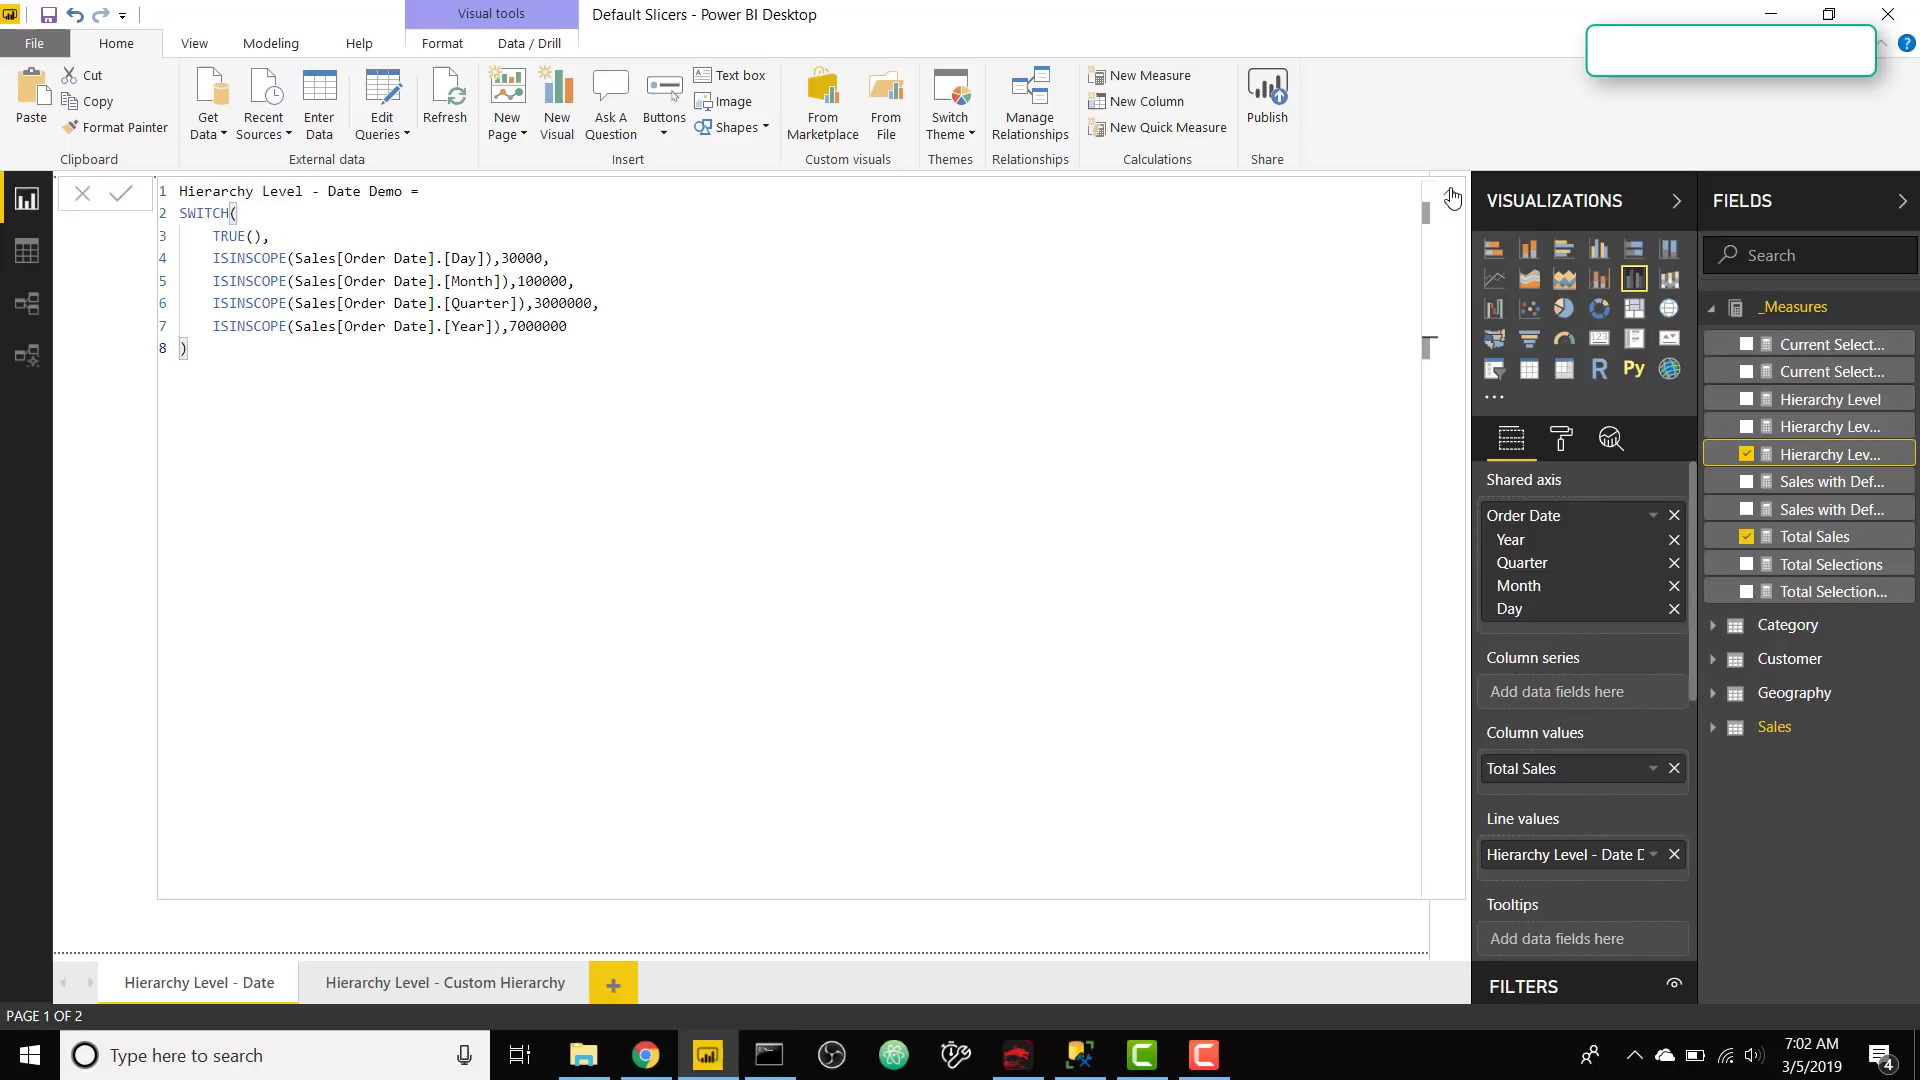 Visual tools
Default Slicers - Power BI Desktop
File
Home
View
Modeling
Help
Format
Data / Drill
?
Paste
Cut
Copy
Format Painter
Clipboard
Get Data
Recent Sources
Enter Data
Edit Queries
Refresh
External data
New Page
New Visual
Ask A Question
Buttons
Text box
Image
Shapes
Insert
From Marketplace
From File
Custom visuals
Switch Theme
Themes
Manage Relationships
Relationships
New Measure
New Column
New Quick Measure
Calculations
Publish
Share
1 Hierarchy Level - Date Demo =
2 SWITCH(
3 TRUE(),
4 ISINSCOPE(Sales[Order Date].[Day]),30000,
5 ISINSCOPE(Sales[Order Date].[Month]),100000,
6 ISINSCOPE(Sales[Order Date].[Quarter]),3000000,
7 ISINSCOPE(Sales[Order Date].[Year]),7000000
8 )
VISUALIZATIONS
R
Py
Shared axis
Order Date
Year
Quarter
Month
Day
Column series
Add data fields here
Column values
Total Sales
Line values
Hierarchy Level - Date D
Tooltips
Add data fields here
FILTERS
FIELDS
Search
_Measures
Current Select...
Current Select...
Hierarchy Level
Hierarchy Lev...
Hierarchy Lev...
Sales with Def...
Sales with Def...
Total Sales
Total Selections
Total Selection...
Category
Customer
Geography
Sales
Hierarchy Level - Date
Hierarchy Level - Custom Hierarchy
PAGE 1 OF 2
Type here to search
7:02 AM
3/5/2019
4